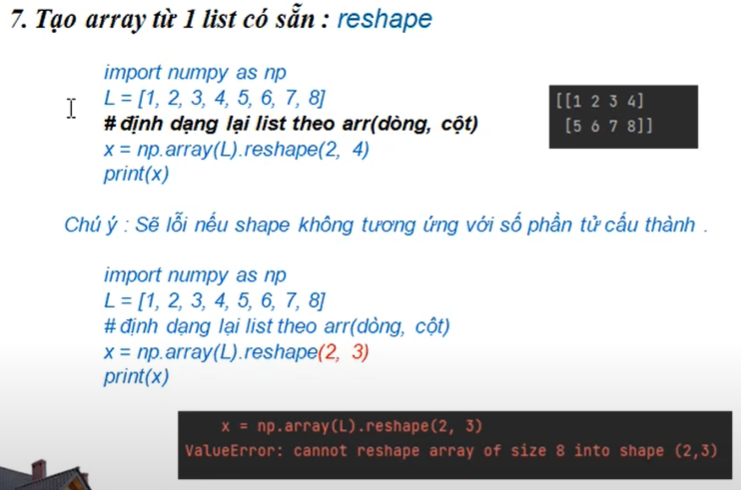 7. Tạo array từ 1 list có sẵn : reshape
import numpy as np
L = [1, 2, 3, 4, 5, 6, 7, 8]
# định dạng lại list theo arr(dòng, cột)
x = np.array(L).reshape(2, 4)
print(x)
[[1 2 3 4]
[5 6 7 8]]
Chú ý : Sẽ lỗi nếu shape không tương ứng với số phần tử cấu thành .
import numpy as np
L = [1, 2, 3, 4, 5, 6, 7, 8]
# định dạng lại list theo arr(dòng, cột)
x = np.array(L).reshape(2, 3)
print(x)
x = np.array(L).reshape(2, 3)
ValueError: cannot reshape array of size 8 into shape (2,3)